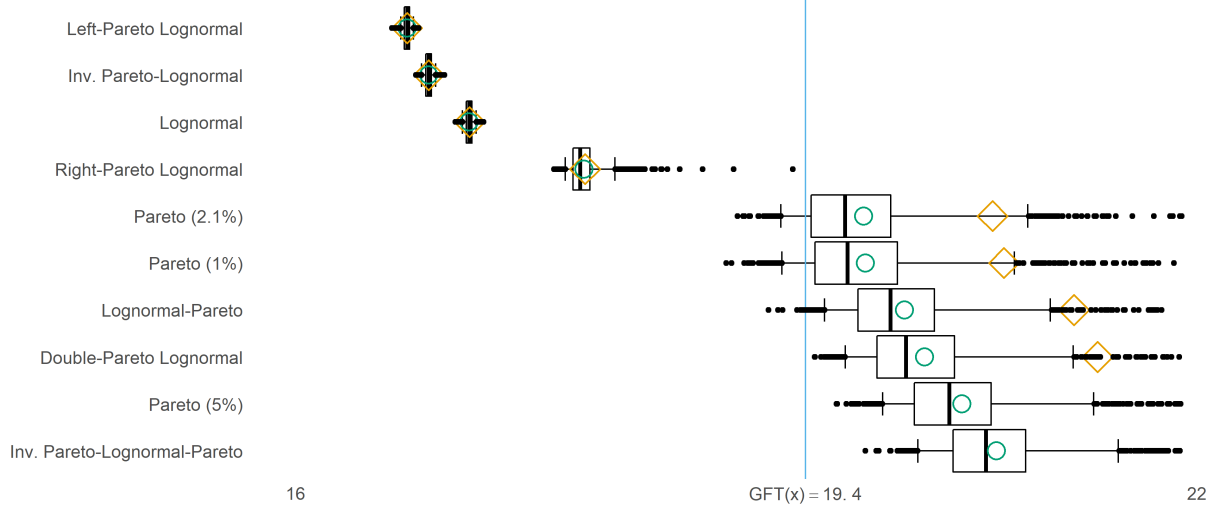 Left-Pareto Lognormal
Inv. Pareto-Lognormal
Lognormal
Right-Pareto Lognormal
Pareto (2.1%)
Pareto (1%)
Lognormal-Pareto
Double-Pareto Lognormal
Pareto (5%)
Inv. Pareto-Lognormal-Pareto
16 GFT(x) = 19. 4 22